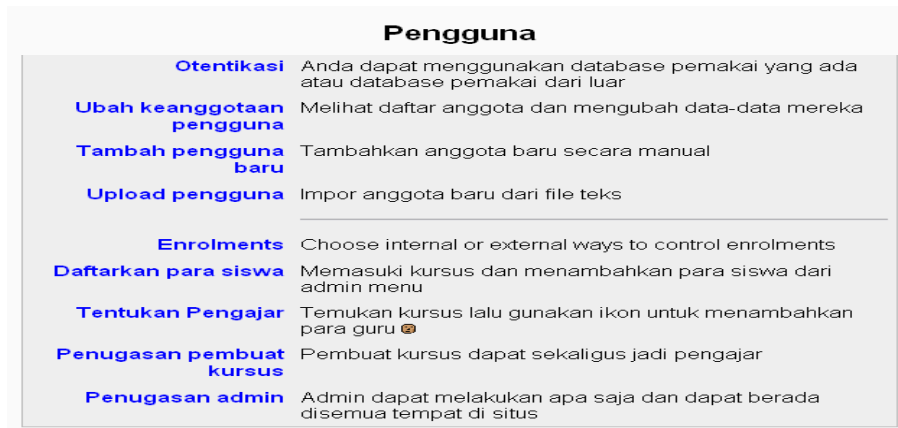 Pengguna
Otentikasi Anda dapat menggunakan database pemakai yang ada
atau database pemakai dari luar
Ubah keanggotaan Melihat daftar anggota dan mengubah data-data mereka
pengguna
Tambah pengguna Tambahkan anggota baru secara manual
baru
Upload pengguna Impor anggota baru dari file teks
Enrolments Choose internal or external ways to control enrolments
Daftarkan para siswa Memasuki kursus dan menambahkan para siswa dari
admin menu
Tentukan Pengajar Temukan kursus lalu gunakan ikon untuk menambahkan
para guru
Penugasan pembuat Pembuat kursus dapat sekaligus jadi pengajar
kursus
Penugasan admin Admin dapat melakukan apa saja dan dapat berada
disemua tempat di situs